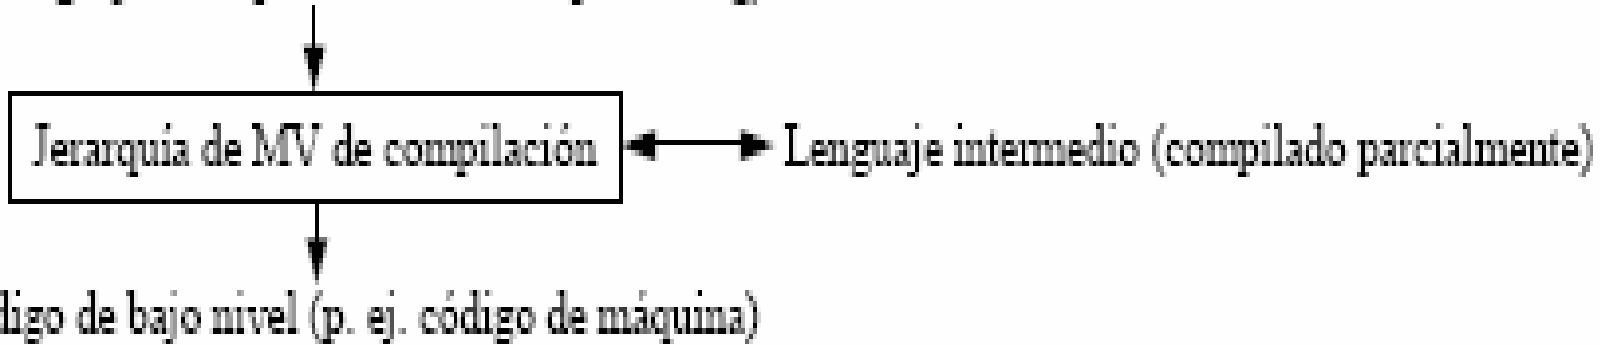 Jerarquía de MV de compilación
Lenguaje intermedio (compilado parcialmente)
digo de bajo nivel (p. ej. código de máquina)